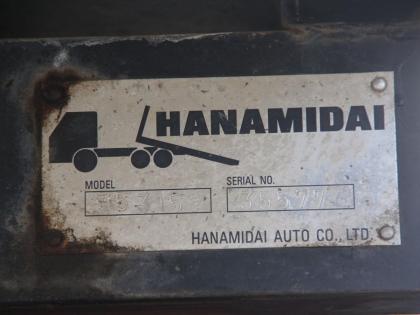 HANAMIDAI
MODEL SERIAL NO.
HANAMIDAI AUTO CO., LTD.